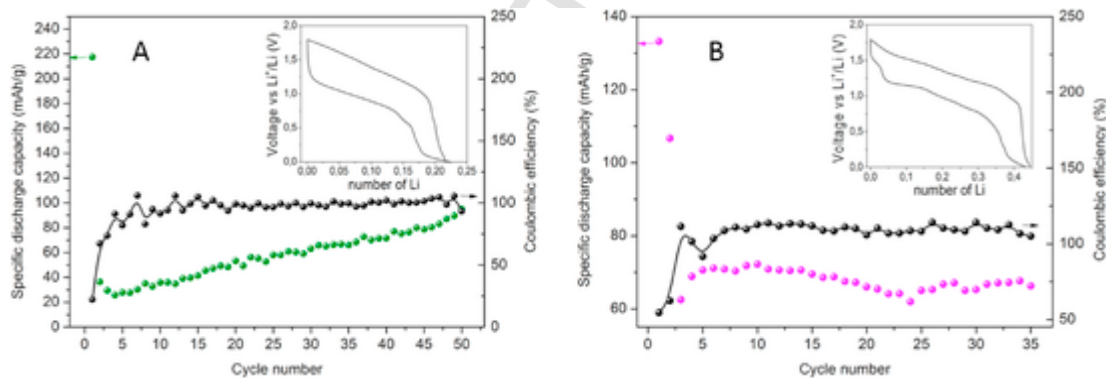 A
Specific discharge capacity (mAh/g)
240
220
200
180
160
140
120
100
80
60
40
20
0
0 5 10 15 20 25 30 35 40 45 50
Cycle number
250
200
150
100
50
0
Coulombic efficiency (%)
Voltage vs Li⁺/Li (V)
2,0
1,5
1,0
0,5
0,0
0,00 0,05 0,10 0,15 0,20 0,25
number of Li
B
Specific discharge capacity (mAh/g)
140
120
100
80
60
0 5 10 15 20 25 30 35
Cycle number
250
200
150
100
50
Coulombic efficiency (%)
Voltage vs Li⁺/Li (V)
2,0
1,5
1,0
0,5
0,0
0,0 0,1 0,2 0,3 0,4
number of Li